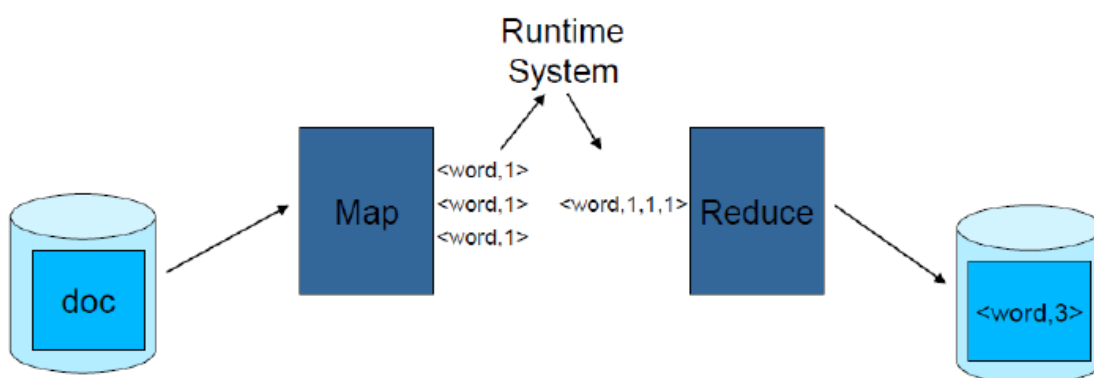 Runtime
System
<word,1>
<word,1>
<word,1>
Map
<word,1,1,1>
Reduce
doc
<word,3>